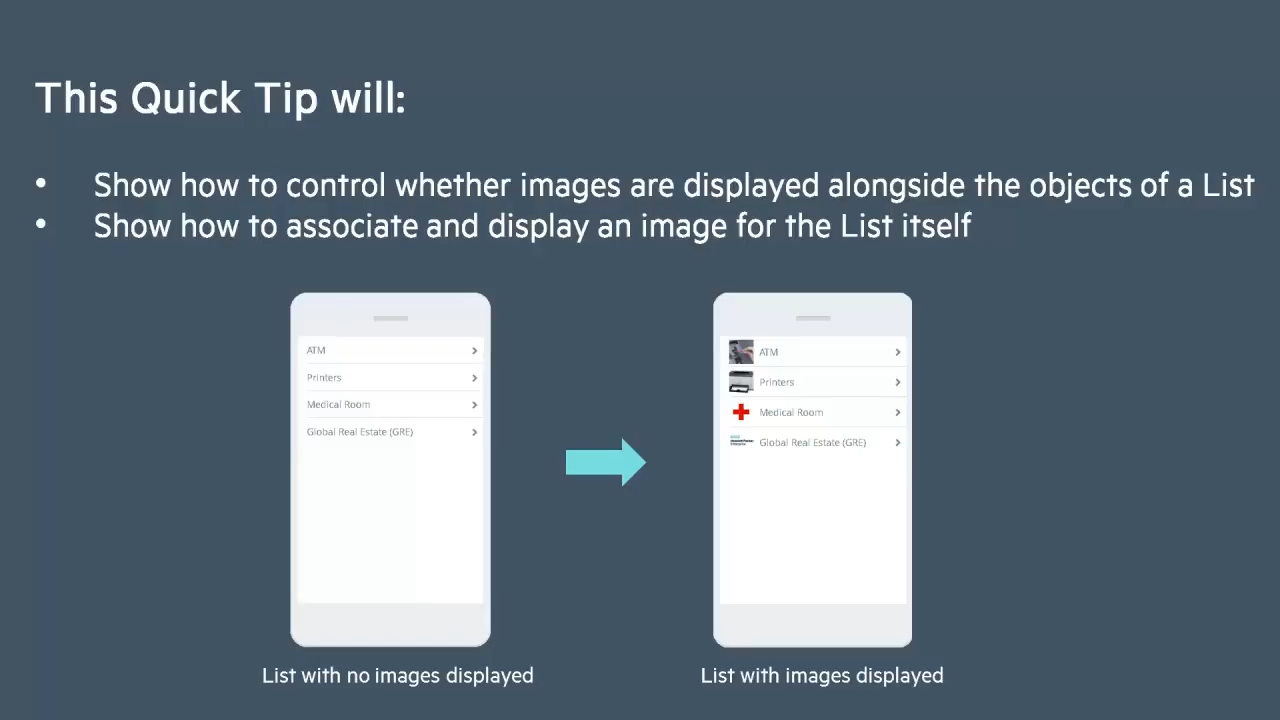 This Quick Tip will:
• Show how to control whether images are displayed alongside the objects of a List
• Show how to associate and display an image for the List itself
ATM
Printers
Medical Room
Global Real Estate (GRE)
ATM
Printers
Medical Room
Global Real Estate (GRE)
List with no images displayed
List with images displayed